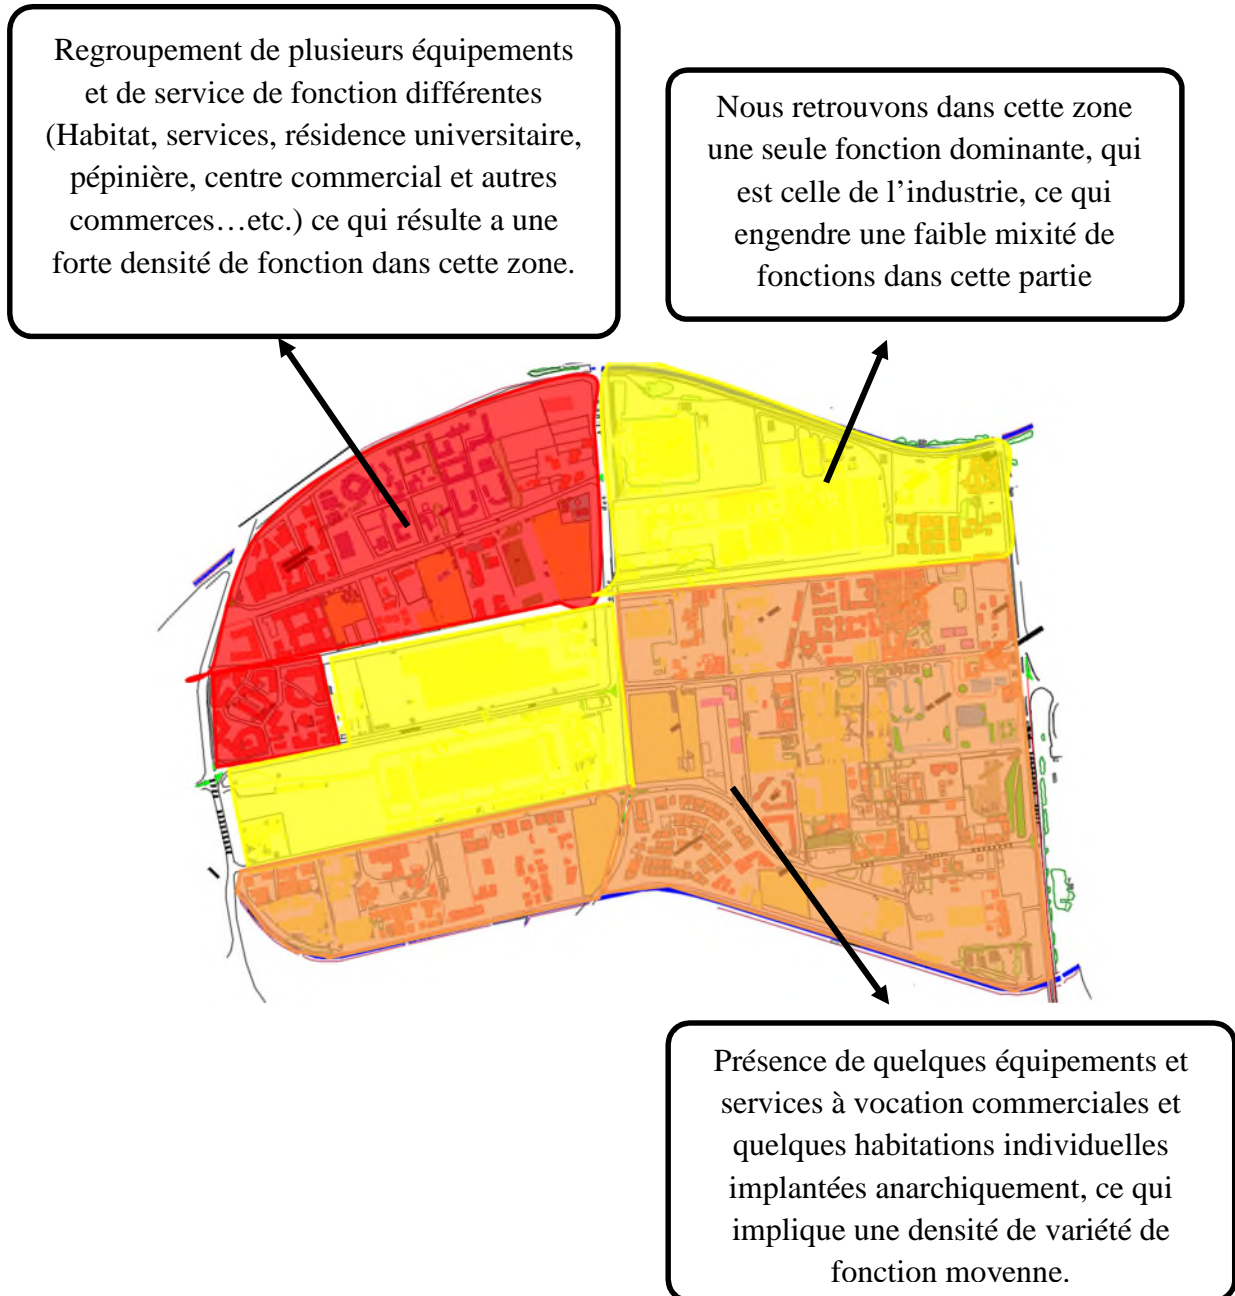 Regroupement de plusieurs équipements
et de service de fonction différentes
(Habitat, services, résidence universitaire,
pépinière, centre commercial et autres
commerces…etc.) ce qui résulte a une
forte densité de fonction dans cette zone.
Nous retrouvons dans cette zone
une seule fonction dominante, qui
est celle de l’industrie, ce qui
engendre une faible mixité de
fonctions dans cette partie
Présence de quelques équipements et
services à vocation commerciales et
quelques habitations individuelles
implantées anarchiquement, ce qui
implique une densité de variété de
fonction moyenne.